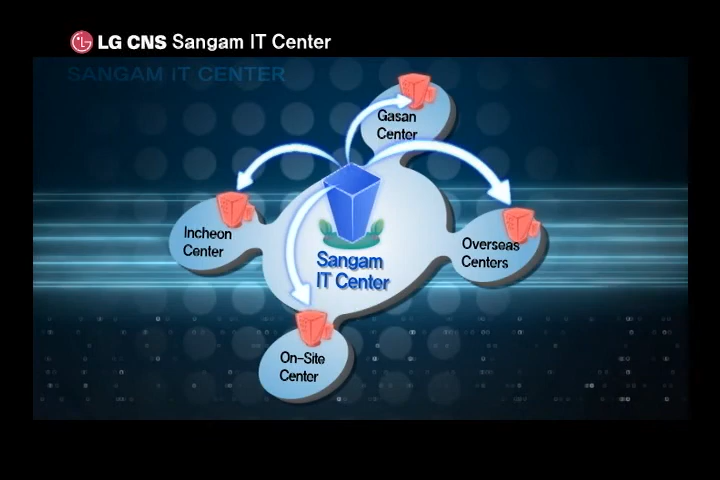 LG CNS Sangam IT Center
SANGAM IT CENTER
Gasan
Center
Incheon
Center
Overseas
Centers
Sangam
IT Center
On-Site
Center